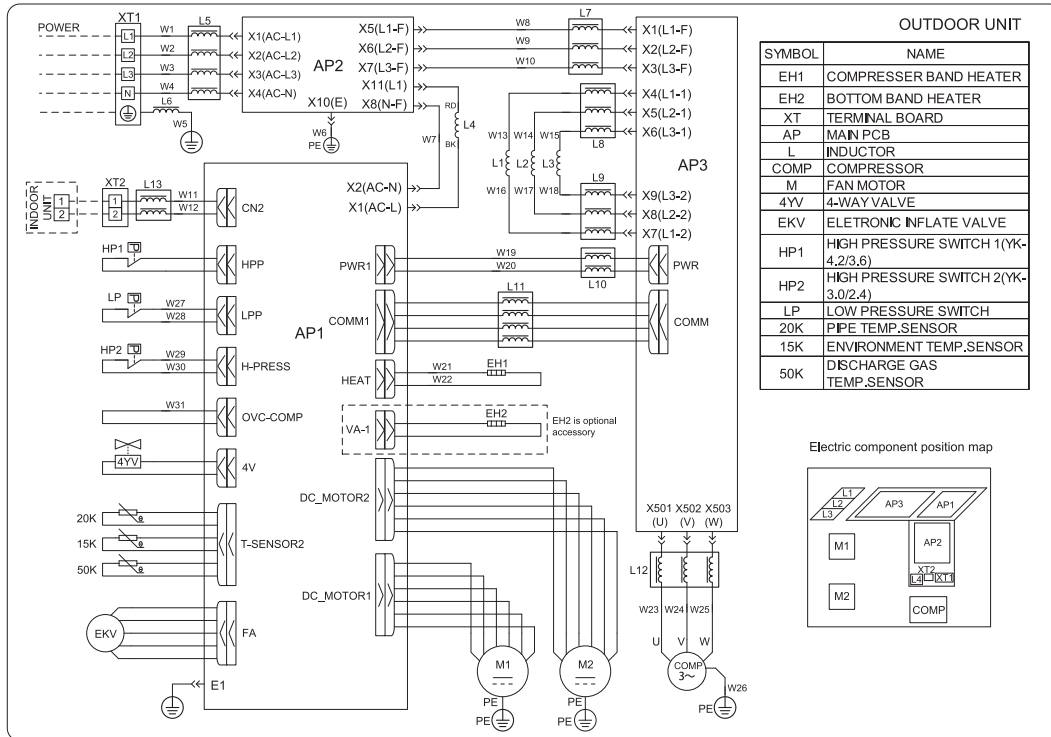 OUTDOOR UNIT
POWER
XT1
L1
L2
L3
N
W1
W2
W3
W4
L5
L6
W5
X1(AC-L1)
X2(AC-L2)
X3(AC-L3)
X4(AC-N)
AP2
X5(L1-F)
X6(L2-F)
X7(L3-F)
X11(L1)
X8(N-F)
X10(E)
W6
PE
RD
L4
BK
W7
W8
W9
W10
L7
X1(L1-F)
X2(L2-F)
X3(L3-F)
X4(L1-1)
X5(L2-1)
X6(L3-1)
L8
W13
W14
W15
L1
L2
L3
W16
W17
W18
L9
X9(L3-2)
X8(L2-2)
X7(L1-2)
AP3
INDOOR UNIT
1
2
XT2
1
2
L13
W11
W12
CN2
X2(AC-N)
X1(AC-L)
HP1
P
HPP
LP
P
W27
W28
LPP
HP2
P
W29
W30
H-PRESS
W31
OVC-COMP
4YV
4V
20K
15K
50K
T-SENSOR2
EKV
FA
E1
AP1
PWR1
W19
W20
L10
PWR
COMM1
L11
COMM
HEAT
W21
W22
EH1
VA-1
EH2
EH2 is optional
accessory
DC_MOTOR2
DC_MOTOR1
M1
M2
PE
PE
PE
PE
X501 X502 X503
(U) (V) (W)
L12
W23
W24
W25
U
V
W
COMP
3~
W26
PE
SYMBOL NAME
EH1 COMPRESSER BAND HEATER
EH2 BOTTOM BAND HEATER
XT TERMINAL BOARD
AP MAIN PCB
L INDUCTOR
COMP COMPRESSOR
M FAN MOTOR
4YV 4-WAY VALVE
EKV ELETRONIC INFLATE VALVE
HP1 HIGH PRESSURE SWITCH 1(YK-
4.2/3.6)
HP2 HIGH PRESSURE SWITCH 2(YK-
3.0/2.4)
LP LOW PRESSURE SWITCH
20K PIPE TEMP.SENSOR
15K ENVIRONMENT TEMP.SENSOR
50K DISCHARGE GAS
TEMP.SENSOR
Electric component position map
L1
L2
L3
AP3
AP1
M1
AP2
XT2
L4
XT1
M2
COMP